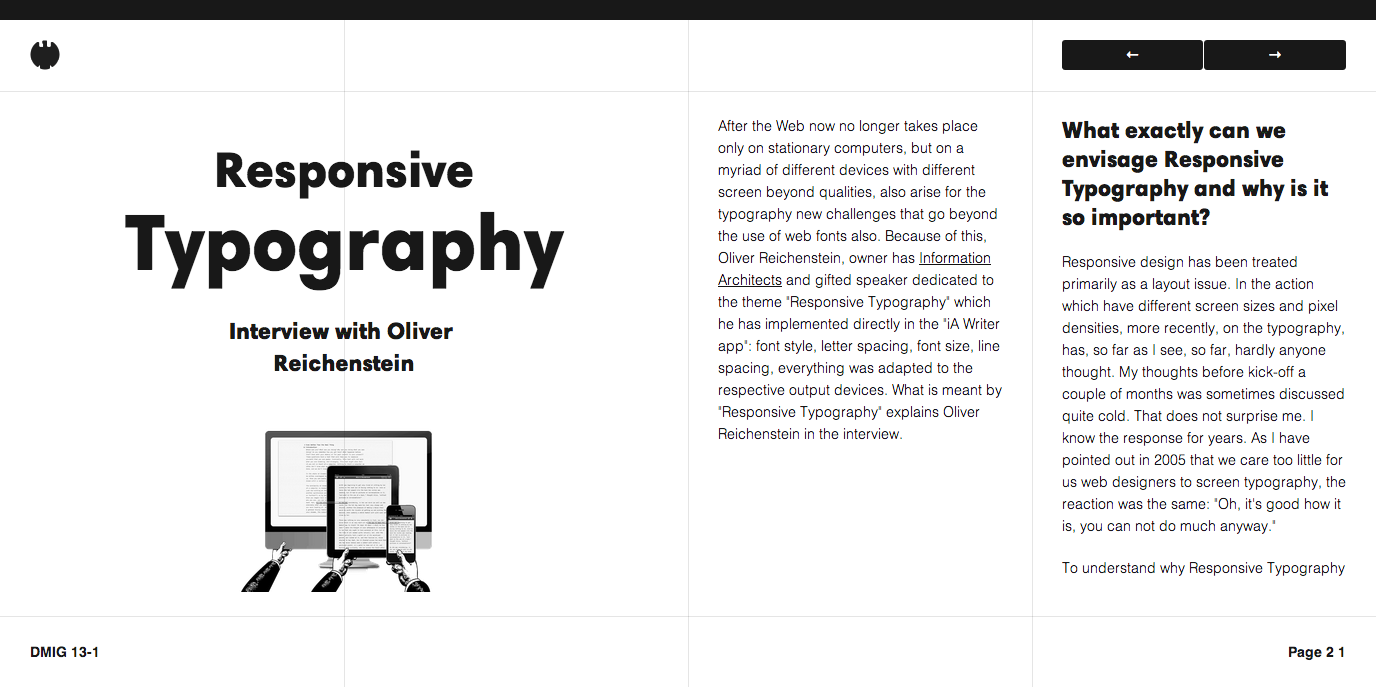 ←
→
Responsive
Typography
Interview with Oliver
Reichenstein
After the Web now no longer takes place
only on stationary computers, but on a
myriad of different devices with different
screen beyond qualities, also arise for the
typography new challenges that go beyond
the use of web fonts also. Because of this,
Oliver Reichenstein, owner has Information
Architects and gifted speaker dedicated to
the theme "Responsive Typography" which
he has implemented directly in the "iA Writer
app": font style, letter spacing, font size, line
spacing, everything was adapted to the
respective output devices. What is meant by
"Responsive Typography" explains Oliver
Reichenstein in the interview.
What exactly can we
envisage Responsive
Typography and why is it
so important?
Responsive design has been treated
primarily as a layout issue. In the action
which have different screen sizes and pixel
densities, more recently, on the typography,
has, so far as I see, so far, hardly anyone
thought. My thoughts before kick-off a
couple of months was sometimes discussed
quite cold. That does not surprise me. I
know the response for years. As I have
pointed out in 2005 that we care too little for
us web designers to screen typography, the
reaction was the same: "Oh, it's good how it
is, you can not do much anyway."
To understand why Responsive Typography
DMIG 13-1
Page 2 1